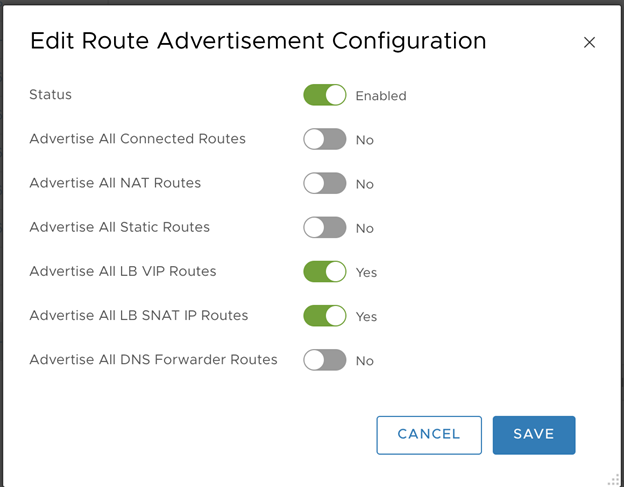 Edit Route Advertisement Configuration
Status Enabled
Advertise All Connected Routes No
Advertise All NAT Routes No
Advertise All Static Routes No
Advertise All LB VIP Routes Yes
Advertise All LB SNAT IP Routes Yes
Advertise All DNS Forwarder Routes No
CANCEL SAVE